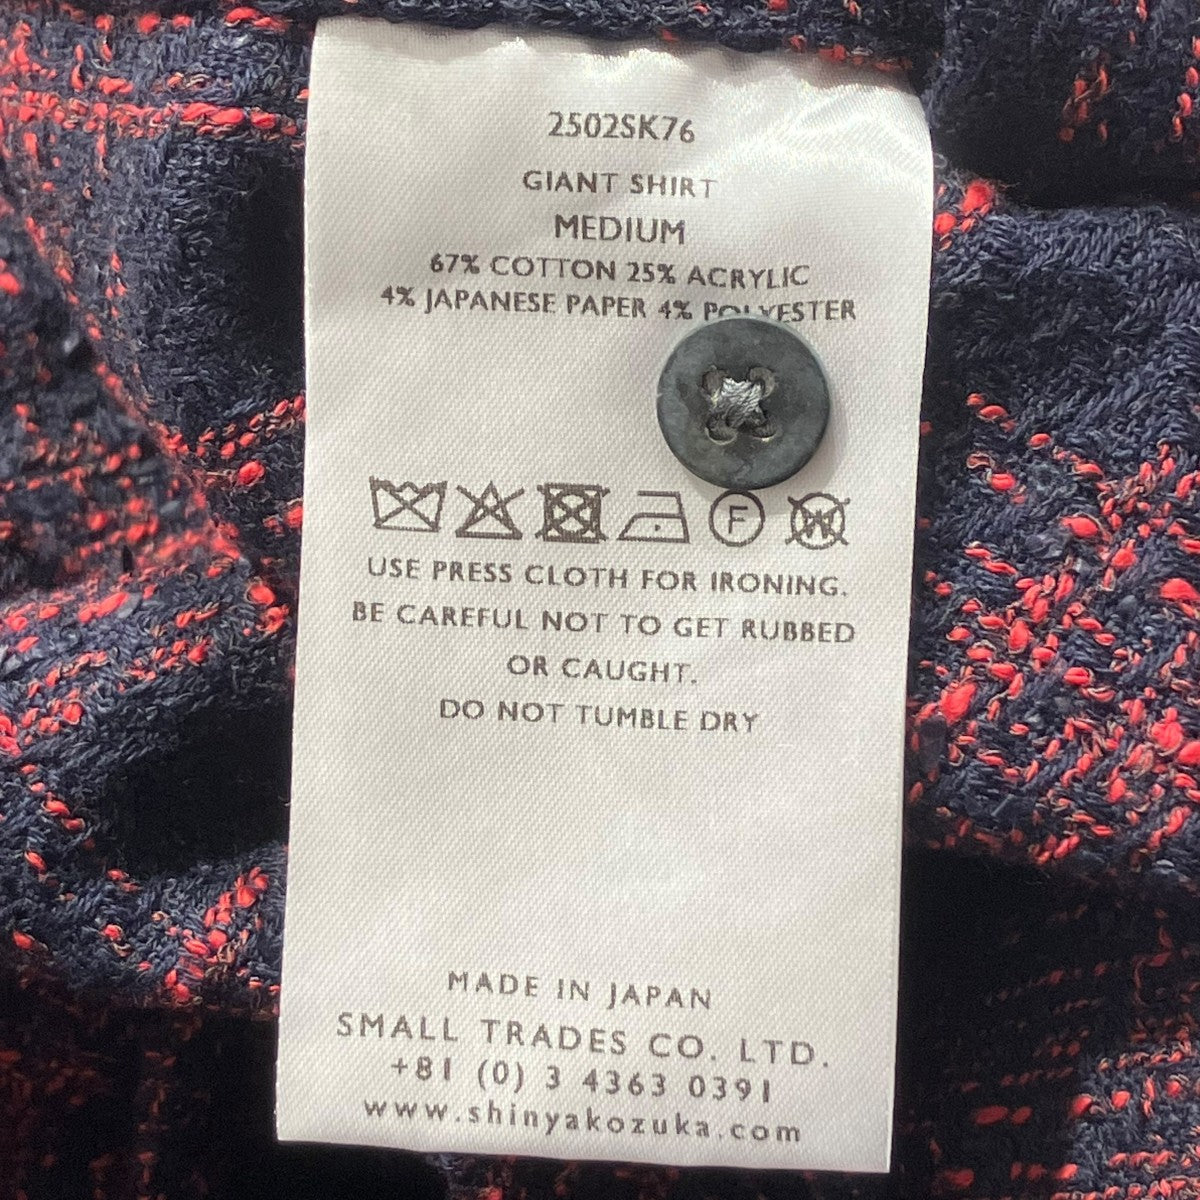 2502SK76
GIANT SHIRT
MEDIUM
67% COTTON 25% ACRYLIC
4% JAPANESE PAPER 4% POLYESTER
F W
USE PRESS CLOTH FOR IRONING.
BE CAREFUL NOT TO GET RUBBED
OR CAUGHT.
DO NOT TUMBLE DRY
MADE IN JAPAN
SMALL TRADES CO. LTD.
+81 (0) 3 4363 0391
www.shinyakozuka.com